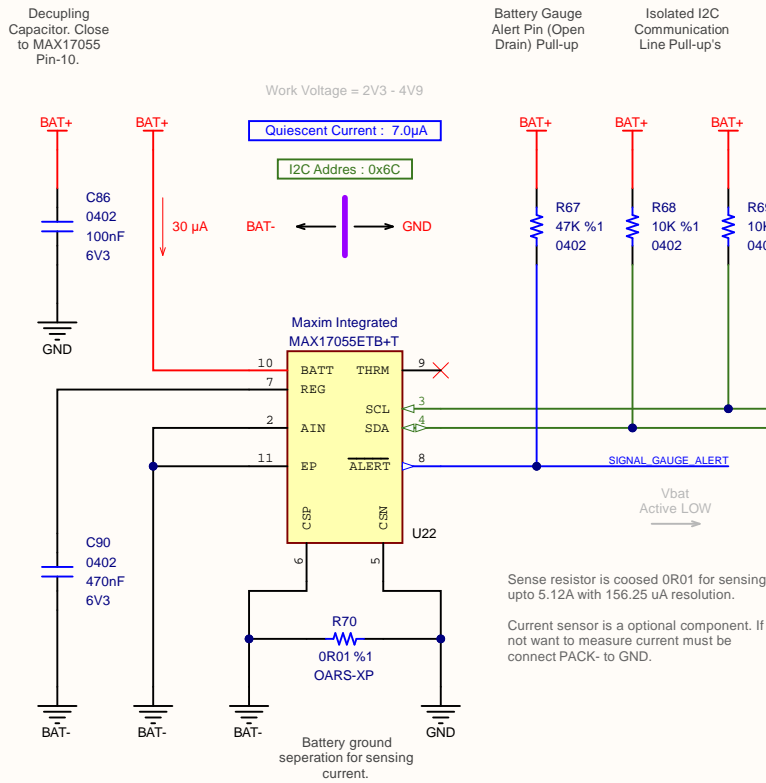 Decupling
Capacitor. Close
to MAX17055
Pin-10.
Battery Gauge
Alert Pin (Open
Drain) Pull-up
Isolated I2C
Communication
Line Pull-up's
Work Voltage = 2V3 - 4V9
BAT+
BAT+
BAT+
BAT+
BAT+
Quiescent Current : 7.0µA
I2C Addres : 0x6C
C86
0402
100nF
6V3
30 µA
BAT-
GND
R67
47K %1
0402
R68
10K %1
0402
R69
10K
040
GND
Maxim Integrated
MAX17055ETB+T
10
BATT
THRM
9
7
REG
SCL
3
2
AIN
SDA
4
11
EP
ALERT
8
SIGNAL_GAUGE_ALERT
CSP
CSN
U22
6
5
Vbat
Active LOW
C90
0402
470nF
6V3
Sense resistor is coosed 0R01 for sensing
upto 5.12A with 156.25 uA resolution.
Current sensor is a optional component. If
not want to measure current must be
connect PACK- to GND.
R70
0R01 %1
OARS-XP
BAT-
BAT-
BAT-
GND
Battery ground
seperation for sensing
current.